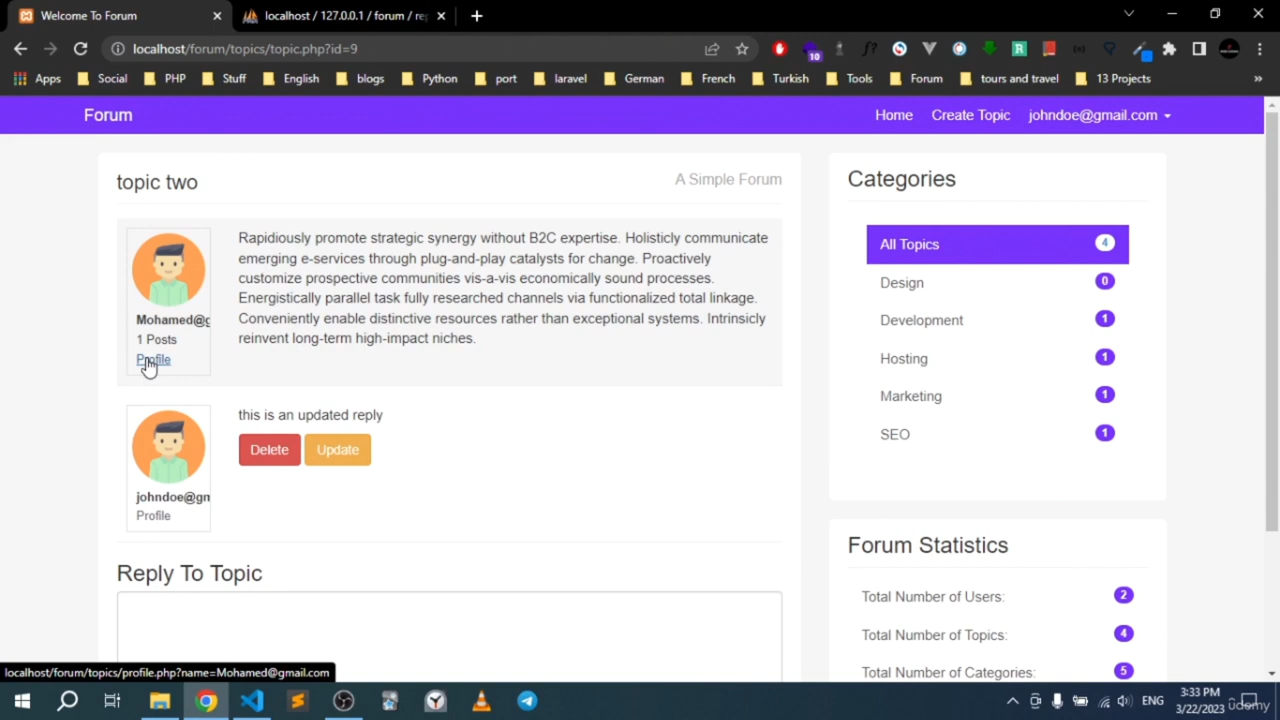 Welcome To Forum
localhost / 127.0.0.1 / forum / rep
localhost/forum/topics/topic.php?id=9
10
Apps
Social
PHP
Stuff
English
blogs
Python
port
laravel
German
French
Turkish
Tools
Forum
tours and travel
13 Projects
Forum
Home
Create Topic
johndoe@gmail.com
topic two
A Simple Forum
Rapidiously promote strategic synergy without B2C expertise. Holisticly communicate
emerging e-services through plug-and-play catalysts for change. Proactively
customize prospective communities vis-a-vis economically sound processes.
Energistically parallel task fully researched channels via functionalized total linkage.
Conveniently enable distinctive resources rather than exceptional systems. Intrinsicly
reinvent long-term high-impact niches.
Mohamed@g
1 Posts
Profile
this is an updated reply
Delete
Update
johndoe@gm
Profile
Reply To Topic
Categories
All Topics 4
Design 0
Development 1
Hosting 1
Marketing 1
SEO 1
Forum Statistics
Total Number of Users: 2
Total Number of Topics: 4
Total Number of Categories: 5
localhost/forum/topics/profile.php?name=Mohamed@gmail.com
ENG
3:33 PM
3/22/2023
udemy